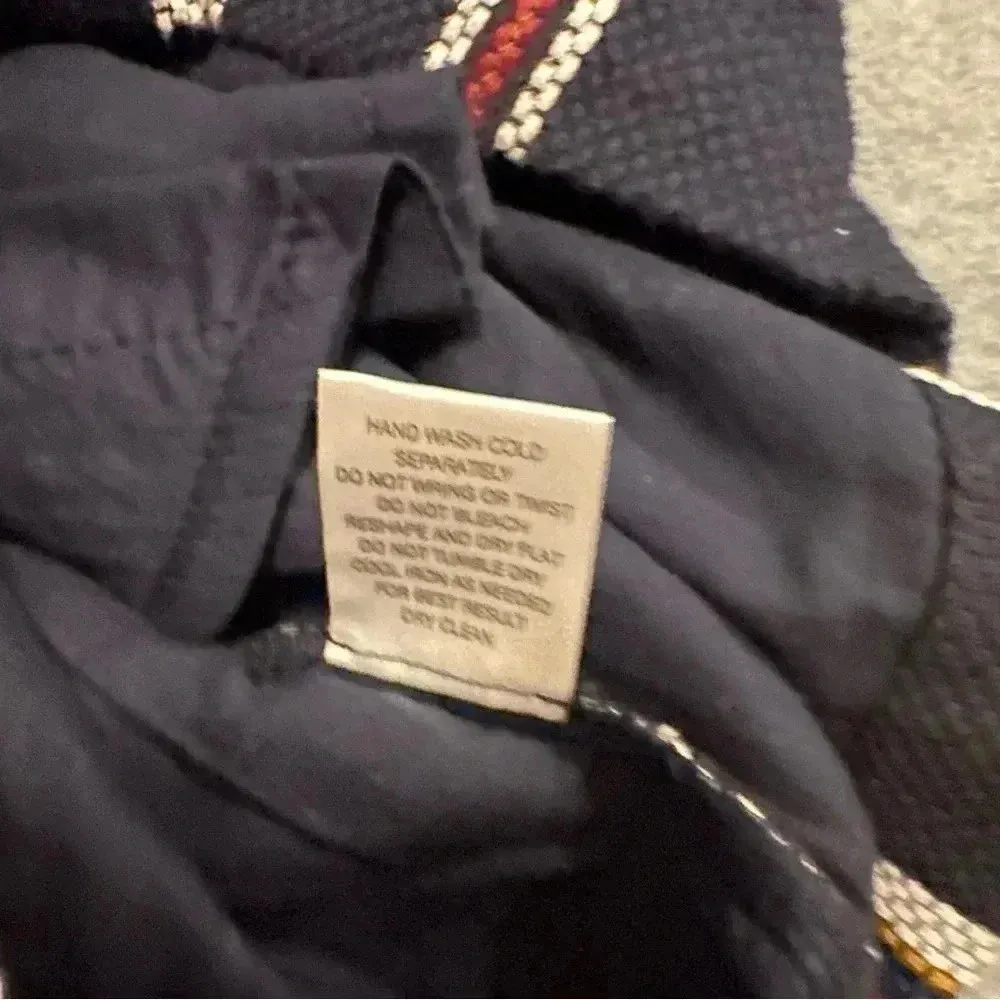 HAND WASH COLD
SEPARATELY
DO NOT WRING OR TWIST
DO NOT BLEACH
RESHAPE AND DRY FLAT
DO NOT TUMBLE DRY
COOL IRON AS NEEDED
FOR BEST RESULT
DRY CLEAN